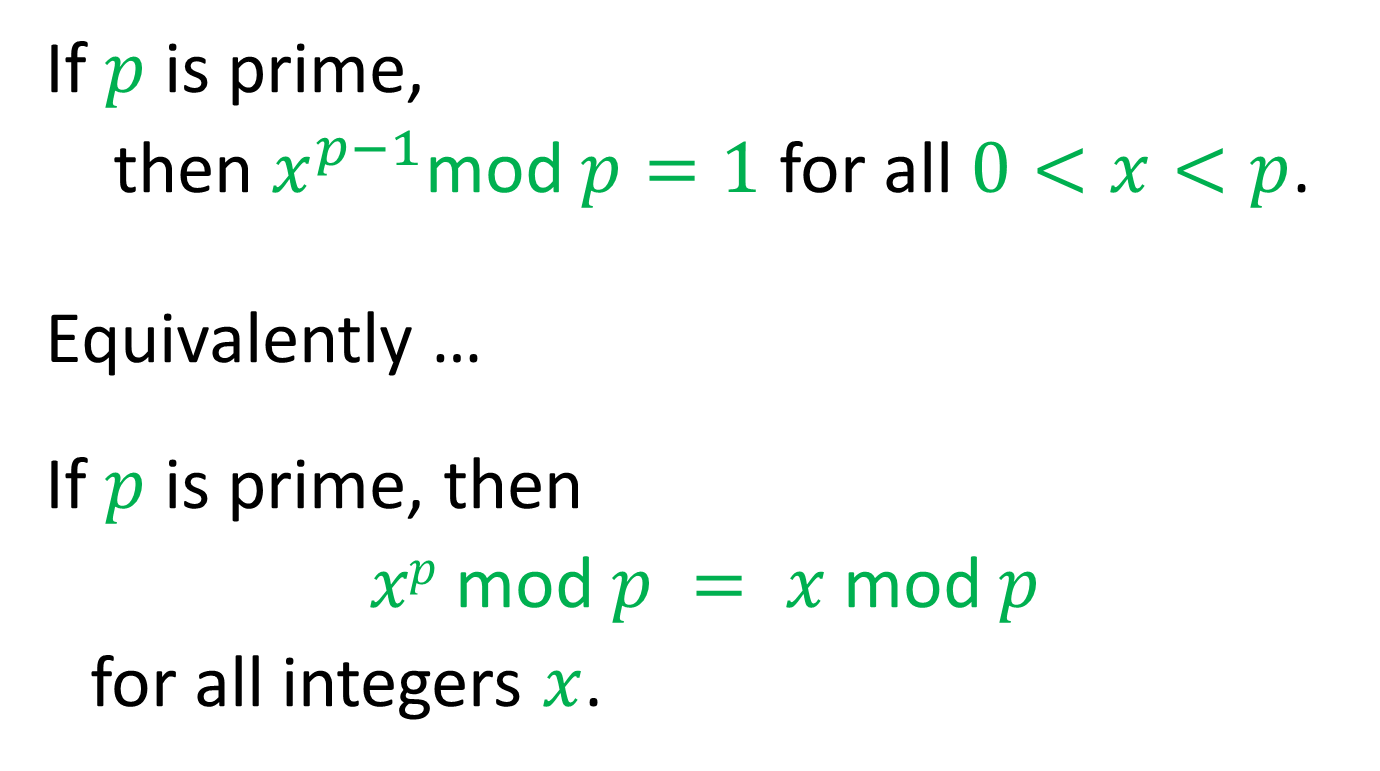 If 𝑝 is prime,
then 𝑥^{𝑝−1} mod 𝑝 = 1 for all 0 < 𝑥 < 𝑝.
Equivalently …
If 𝑝 is prime, then
𝑥^𝑝 mod 𝑝 = 𝑥 mod 𝑝
for all integers 𝑥.